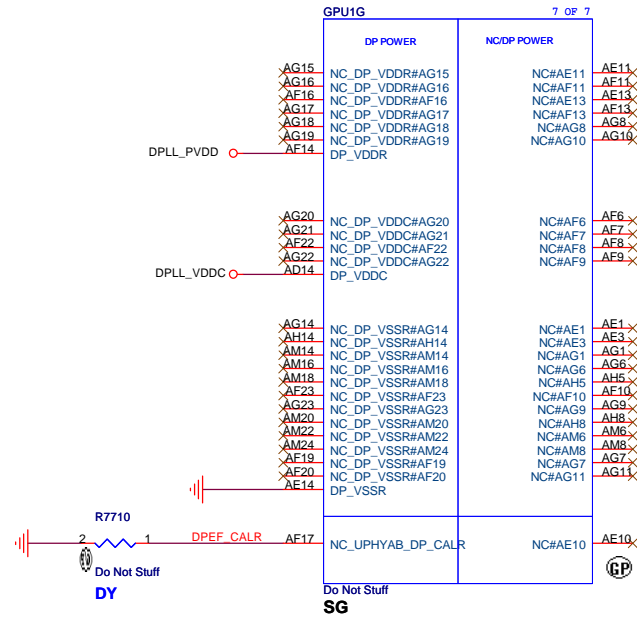 GPU1G 7 OF 7
DP POWER NC/DP POWER
AG15 NC_DP_VDDR#AG15 NC#AE11 AE11
AG16 NC_DP_VDDR#AG16 NC#AF11 AF11
AF16 NC_DP_VDDR#AF16 NC#AE13 AE13
AG17 NC_DP_VDDR#AG17 NC#AF13 AF13
AG18 NC_DP_VDDR#AG18 NC#AG8 AG8
AG19 NC_DP_VDDR#AG19 NC#AG10 AG10
DPLL_PVDD AF14 DP_VDDR
AG20 NC_DP_VDDC#AG20 NC#AF6 AF6
AG21 NC_DP_VDDC#AG21 NC#AF7 AF7
AF22 NC_DP_VDDC#AF22 NC#AF8 AF8
AG22 NC_DP_VDDC#AG22 NC#AF9 AF9
DPLL_VDDC AD14 DP_VDDC
AG14 NC_DP_VSSR#AG14 NC#AE1 AE1
AH14 NC_DP_VSSR#AH14 NC#AE3 AE3
AM14 NC_DP_VSSR#AM14 NC#AG1 AG1
AM16 NC_DP_VSSR#AM16 NC#AG6 AG6
AM18 NC_DP_VSSR#AM18 NC#AH5 AH5
AF23 NC_DP_VSSR#AF23 NC#AF10 AF10
AG23 NC_DP_VSSR#AG23 NC#AG9 AG9
AM20 NC_DP_VSSR#AM20 NC#AH8 AH8
AM22 NC_DP_VSSR#AM22 NC#AM6 AM6
AM24 NC_DP_VSSR#AM24 NC#AM8 AM8
AF19 NC_DP_VSSR#AF19 NC#AG7 AG7
AF20 NC_DP_VSSR#AF20 NC#AG11 AG11
AE14 DP_VSSR
R7710
2 1 DPEF_CALR AF17 NC_UPHYAB_DP_CALR NC#AE10 AE10
GP
Do Not Stuff
DY
Do Not Stuff
SG